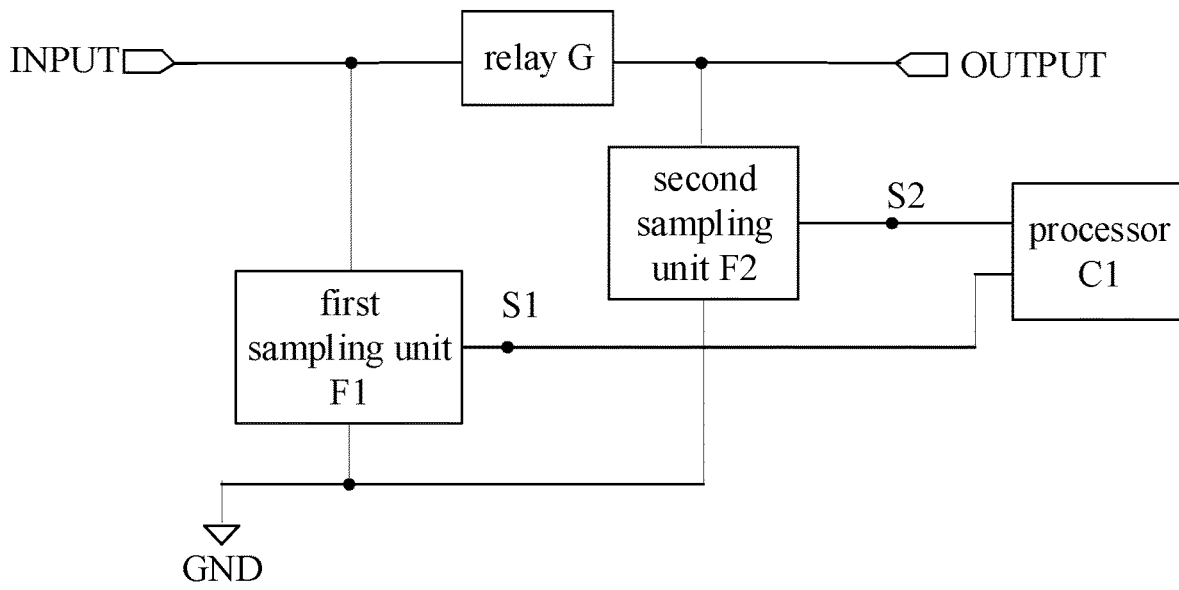 INPUT
relay G
OUTPUT
second
sampling
unit F2
S2
processor
C1
first
sampling unit
F1
S1
GND